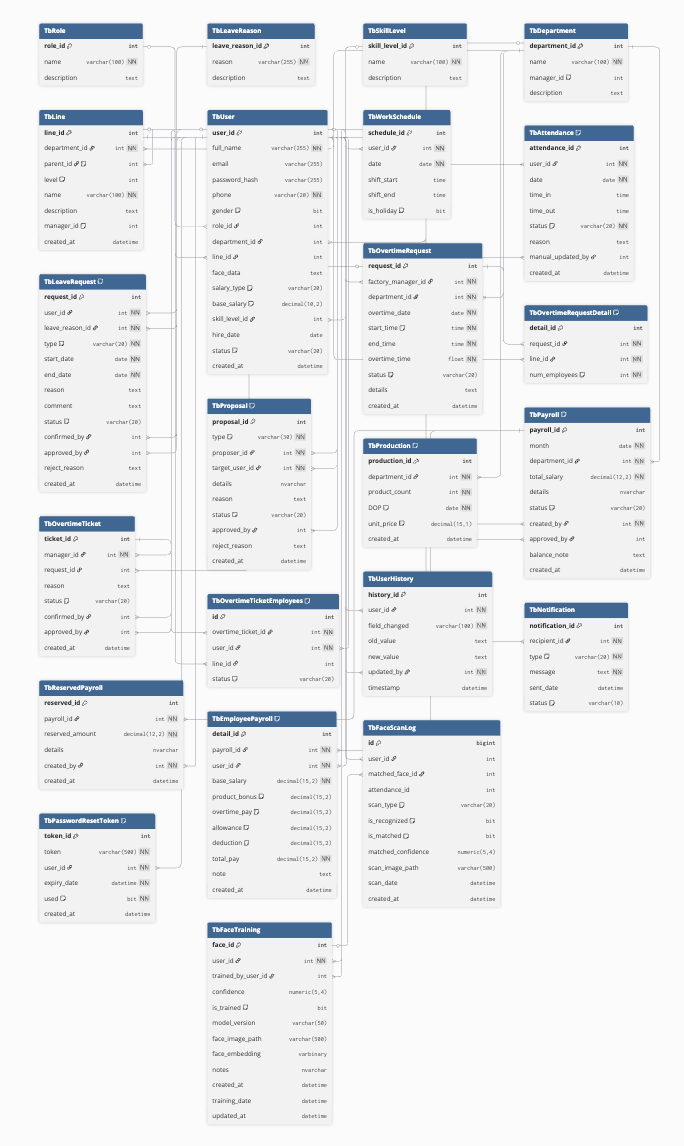 TbRole
role_id int
name varchar(100) NN
description text
TbLeaveReason
leave_reason_id int
reason varchar(255) NN
description text
TbSkillLevel
skill_level_id int
name varchar(100) NN
description text
TbDepartment
department_id int
name varchar(100) NN
manager_id int
description text
TbLine
line_id int
department_id int NN
parent_id int
level int
name varchar(100) NN
description text
manager_id int
created_at datetime
TbUser
user_id int
full_name varchar(255) NN
email varchar(255)
password_hash varchar(255)
phone varchar(20) NN
gender bit
role_id int
department_id int
line_id int
face_data text
salary_type varchar(20)
base_salary decimal(10,2)
skill_level_id int
hire_date date
status varchar(20)
created_at datetime
TbWorkSchedule
schedule_id int
user_id int NN
date date NN
shift_start time
shift_end time
is_holiday bit
TbAttendance
attendance_id int
user_id int NN
date date NN
time_in time
time_out time
status varchar(20) NN
reason text
manual_updated_by int
created_at datetime
TbOvertimeRequest
request_id int
factory_manager_id int NN
department_id int NN
overtime_date date NN
start_time time NN
end_time time NN
overtime_time float NN
status varchar(20)
details text
created_at datetime
TbLeaveRequest
request_id int
user_id int NN
leave_reason_id int NN
type varchar(20) NN
start_date date NN
end_date date NN
reason text
comment text
status varchar(20)
confirmed_by int
approved_by int
reject_reason text
created_at datetime
TbOvertimeRequestDetail
detail_id int
request_id int NN
line_id int NN
num_employees int NN
TbProposal
proposal_id int
type varchar(30) NN
proposer_id int NN
target_user_id int NN
details nvarchar
reason text
status varchar(20)
approved_by int
reject_reason text
created_at datetime
TbPayroll
payroll_id int
month date NN
department_id int NN
total_salary decimal(12,2) NN
details nvarchar
status varchar(20)
created_by int NN
approved_by int
balance_note text
created_at datetime
TbProduction
production_id int
department_id int NN
product_count int NN
DOP date NN
unit_price decimal(15,1)
created_at datetime
TbOvertimeTicket
ticket_id int
manager_id int NN
request_id int
reason text
status varchar(20)
confirmed_by int
approved_by int
created_at datetime
TbUserHistory
history_id int
user_id int NN
field_changed varchar(100) NN
old_value text
new_value text
updated_by int NN
timestamp datetime
TbOvertimeTicketEmployees
id int
overtime_ticket_id int NN
user_id int NN
line_id int
status varchar(20)
TbNotification
notification_id int
recipient_id int NN
type varchar(20) NN
message text NN
sent_date datetime
status varchar(10)
TbReservedPayroll
reserved_id int
payroll_id int NN
reserved_amount decimal(12,2) NN
details nvarchar
created_by int NN
created_at datetime
TbEmployeePayroll
detail_id int
payroll_id int NN
user_id int NN
base_salary decimal(15,2) NN
product_bonus decimal(15,2)
overtime_pay decimal(15,2)
allowance decimal(15,2)
deduction decimal(15,2)
total_pay decimal(15,2) NN
note text
created_at datetime
TbFaceScanLog
id bigint
user_id int
matched_face_id int
attendance_id int
scan_type varchar(20)
is_recognized bit
is_matched bit
matched_confidence numeric(5,4)
scan_image_path varchar(500)
scan_date datetime
created_at datetime
TbPasswordResetToken
token_id int
token varchar(500) NN
user_id int NN
expiry_date datetime NN
used bit NN
created_at datetime
TbFaceTraining
face_id int
user_id int NN
trained_by_user_id int
confidence numeric(5,4)
is_trained bit
model_version varchar(50)
face_image_path varchar(500)
face_embedding varbinary
notes nvarchar
created_at datetime
training_date datetime
updated_at datetime